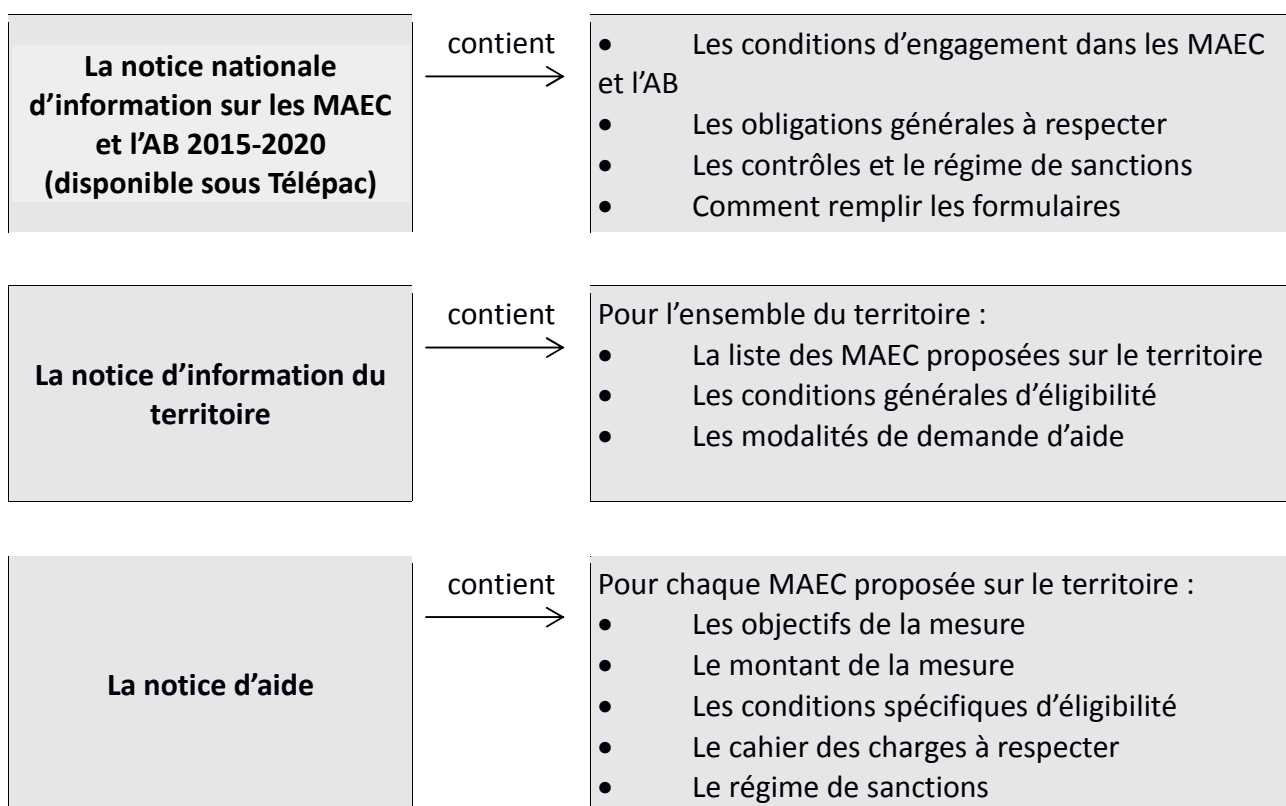 La notice nationale
d’information sur les MAEC
et l’AB 2015-2020
(disponible sous Télépac)
contient
• Les conditions d’engagement dans les MAEC
et l’AB
• Les obligations générales à respecter
• Les contrôles et le régime de sanctions
• Comment remplir les formulaires
La notice d’information du
territoire
contient
Pour l’ensemble du territoire :
• La liste des MAEC proposées sur le territoire
• Les conditions générales d’éligibilité
• Les modalités de demande d’aide
La notice d’aide
contient
Pour chaque MAEC proposée sur le territoire :
• Les objectifs de la mesure
• Le montant de la mesure
• Les conditions spécifiques d’éligibilité
• Le cahier des charges à respecter
• Le régime de sanctions